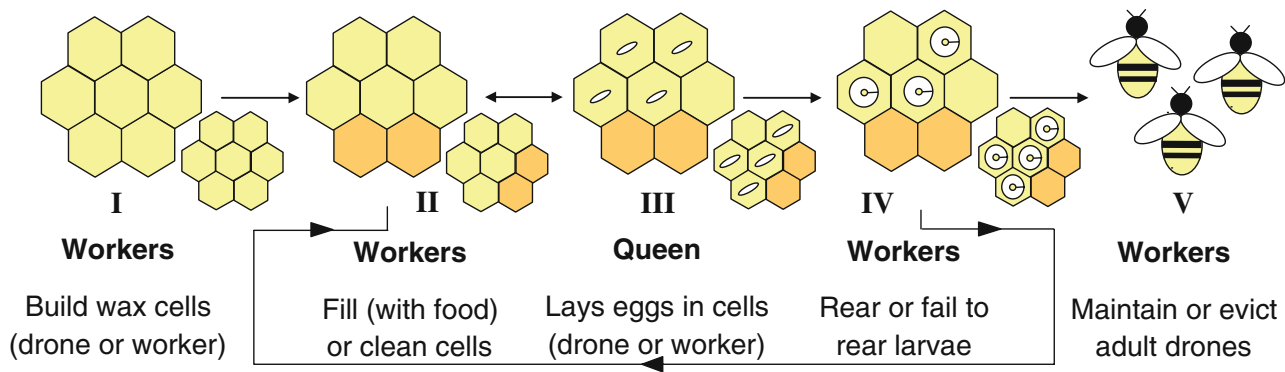 I
II
III
IV
V
Workers
Workers
Queen
Workers
Workers
Build wax cells
(drone or worker)
Fill (with food)
or clean cells
Lays eggs in cells
(drone or worker)
Rear or fail to
rear larvae
Maintain or evict
adult drones